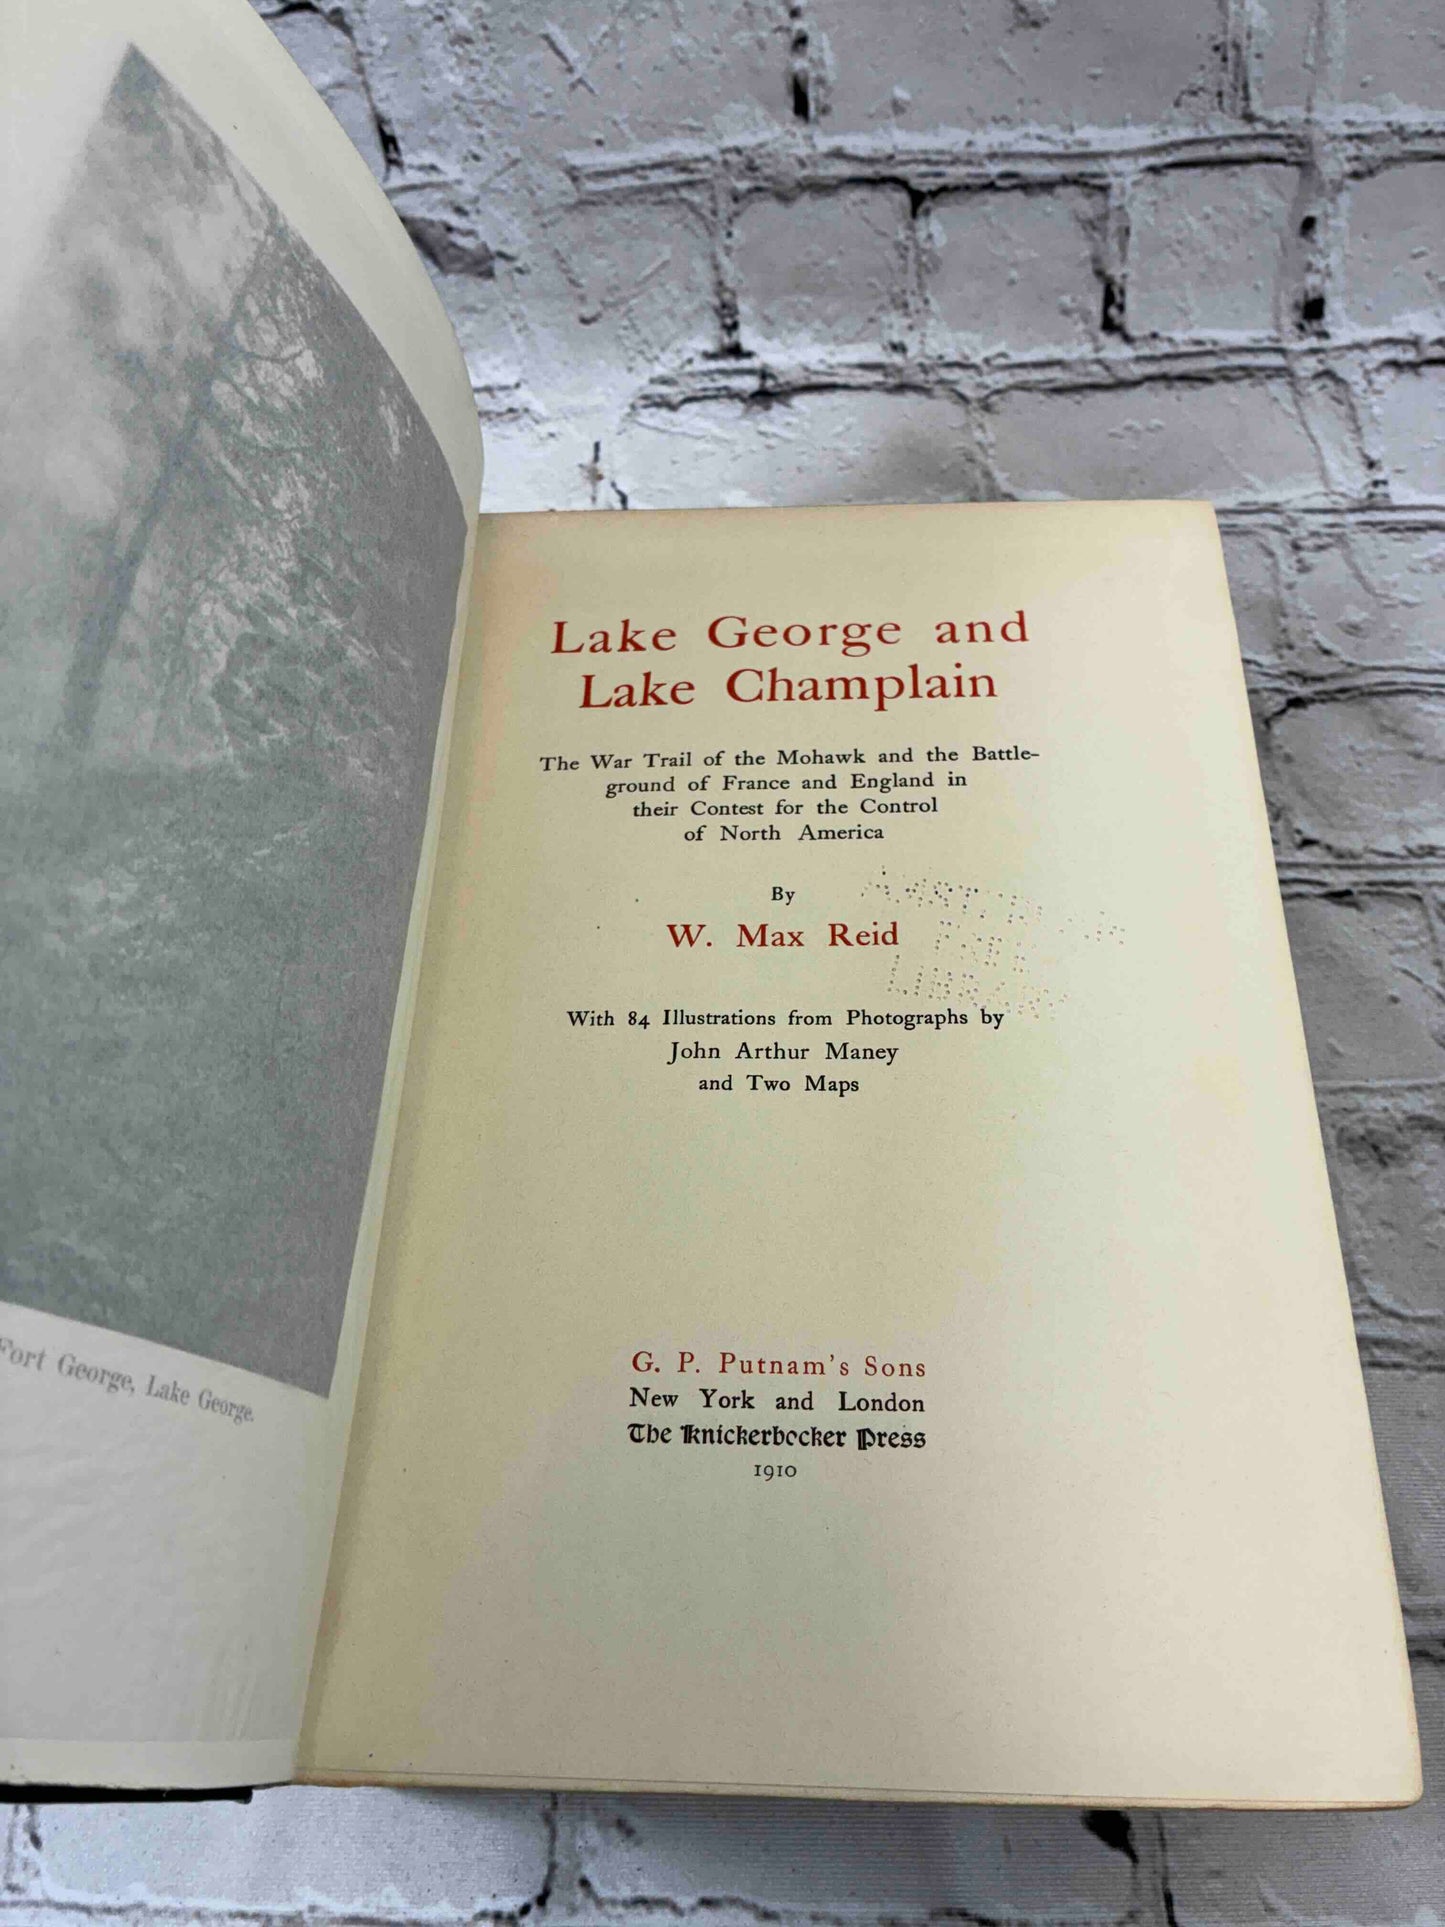 Fort George, Lake George.
Lake George and
Lake Champlain
The War Trail of the Mohawk and the Battle-
ground of France and England in
their Contest for the Control
of North America
By
W. Max Reid
LIBRARY
With 84 Illustrations from Photographs by
John Arthur Maney
and Two Maps
G. P. Putnam's Sons
New York and London
The Knickerbocker Press
1910